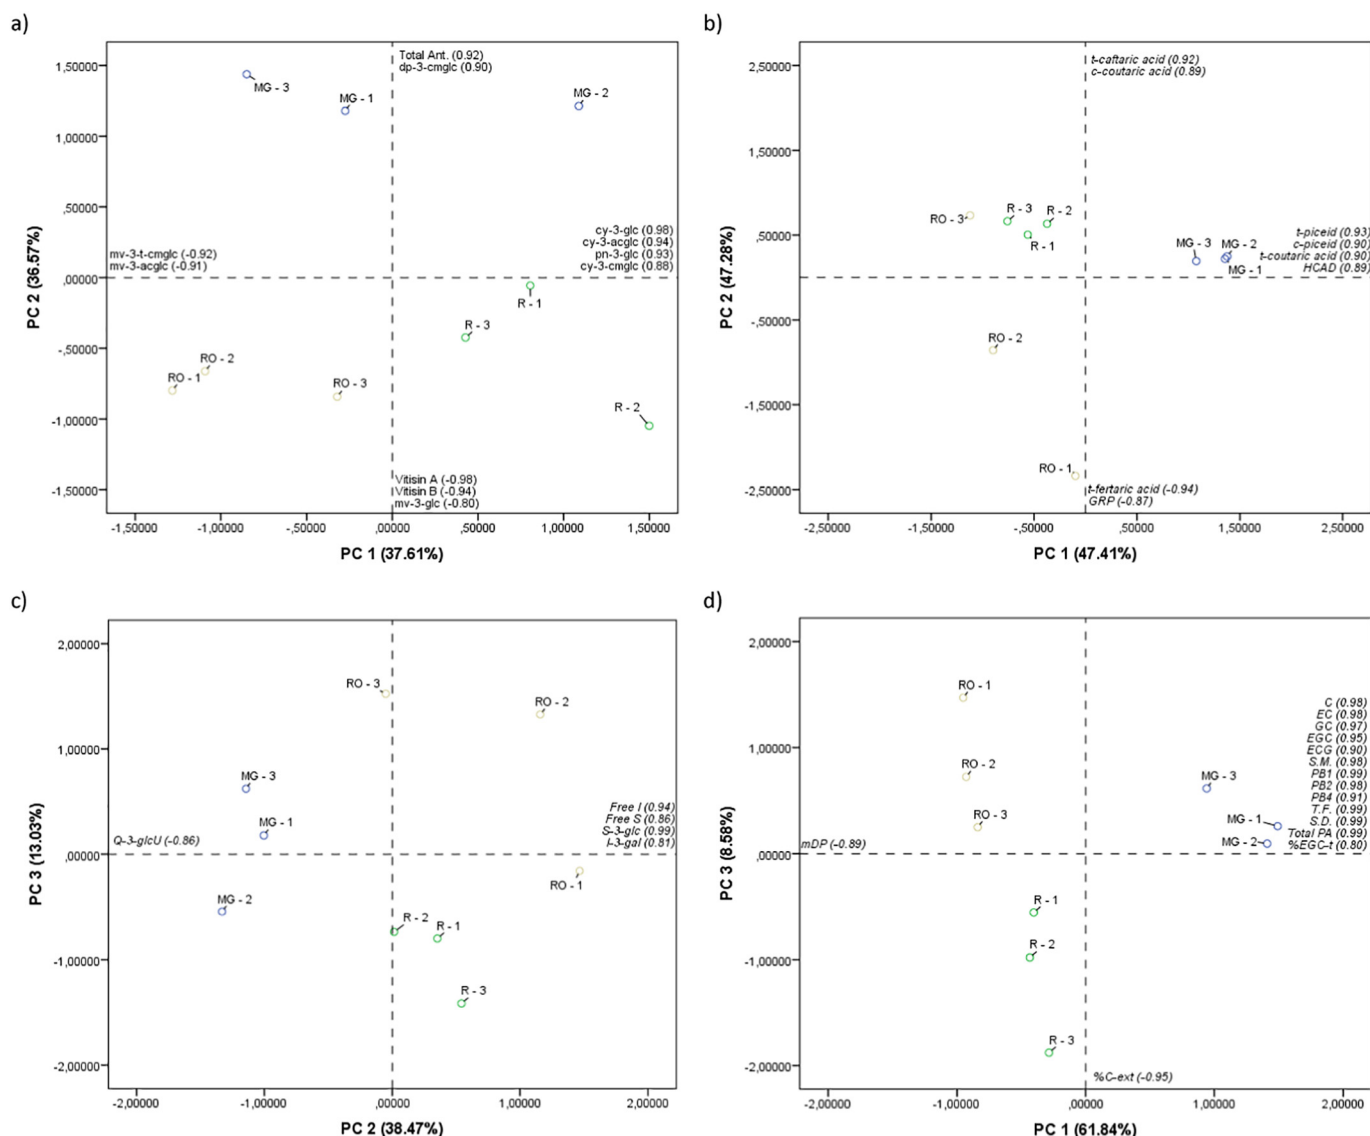 a)
1,50000
1,00000
,50000
,00000
-,50000
-1,00000
-1,50000
PC 2 (36.57%)
Total Ant. (0.92)
dp-3-cmglc (0.90)
MG - 3
MG - 1
MG - 2
cy-3-glc (0.98)
cy-3-acglc (0.94)
pn-3-glc (0.93)
cy-3-cmglc (0.88)
mv-3-t-cmglc (-0.92)
mv-3-acglc (-0.91)
R - 1
R - 3
RO - 2
RO - 1
RO - 3
R - 2
Vitisin A (-0.98)
Vitisin B (-0.94)
mv-3-glc (-0.80)
-1,50000 -1,00000 -,50000 ,00000 ,50000 1,00000 1,50000
PC 1 (37.61%)
b)
2,50000
1,50000
,50000
-,50000
-1,50000
-2,50000
PC 2 (47.28%)
t-caftaric acid (0.92)
c-coutaric acid (0.89)
RO - 3
R - 3
R - 2
R - 1
MG - 3
MG - 2
MG - 1
t-piceid (0.93)
c-piceid (0.90)
t-coutaric acid (0.90)
HCAD (0.89)
RO - 2
RO - 1
t-fertaric acid (-0.94)
GRP (-0.87)
-2,50000 -1,50000 -,50000 ,50000 1,50000 2,50000
PC 1 (47.41%)
c)
2,00000
1,00000
,00000
-1,00000
-2,00000
PC 3 (13.03%)
RO - 3
RO - 2
MG - 3
MG - 1
Free I (0.94)
Free S (0.86)
S-3-glc (0.99)
I-3-gal (0.81)
Q-3-glcU (-0.86)
RO - 1
MG - 2
R - 2
R - 1
R - 3
-2,00000 -1,00000 ,00000 1,00000 2,00000
PC 2 (38.47%)
d)
2,00000
1,00000
,00000
-1,00000
-2,00000
PC 3 (8.58%)
RO - 1
RO - 2
RO - 3
MG - 3
MG - 1
MG - 2
C (0.98)
EC (0.98)
GC (0.97)
EGC (0.95)
ECG (0.90)
S.M. (0.98)
PB1 (0.99)
PB2 (0.98)
PB4 (0.91)
T.F. (0.99)
S.D. (0.99)
Total PA (0.99)
%EGC-t (0.80)
mDP (-0.89)
R - 1
R - 2
R - 3
%C-ext (-0.95)
-2,00000 -1,00000 ,00000 1,00000 2,00000
PC 1 (61.84%)